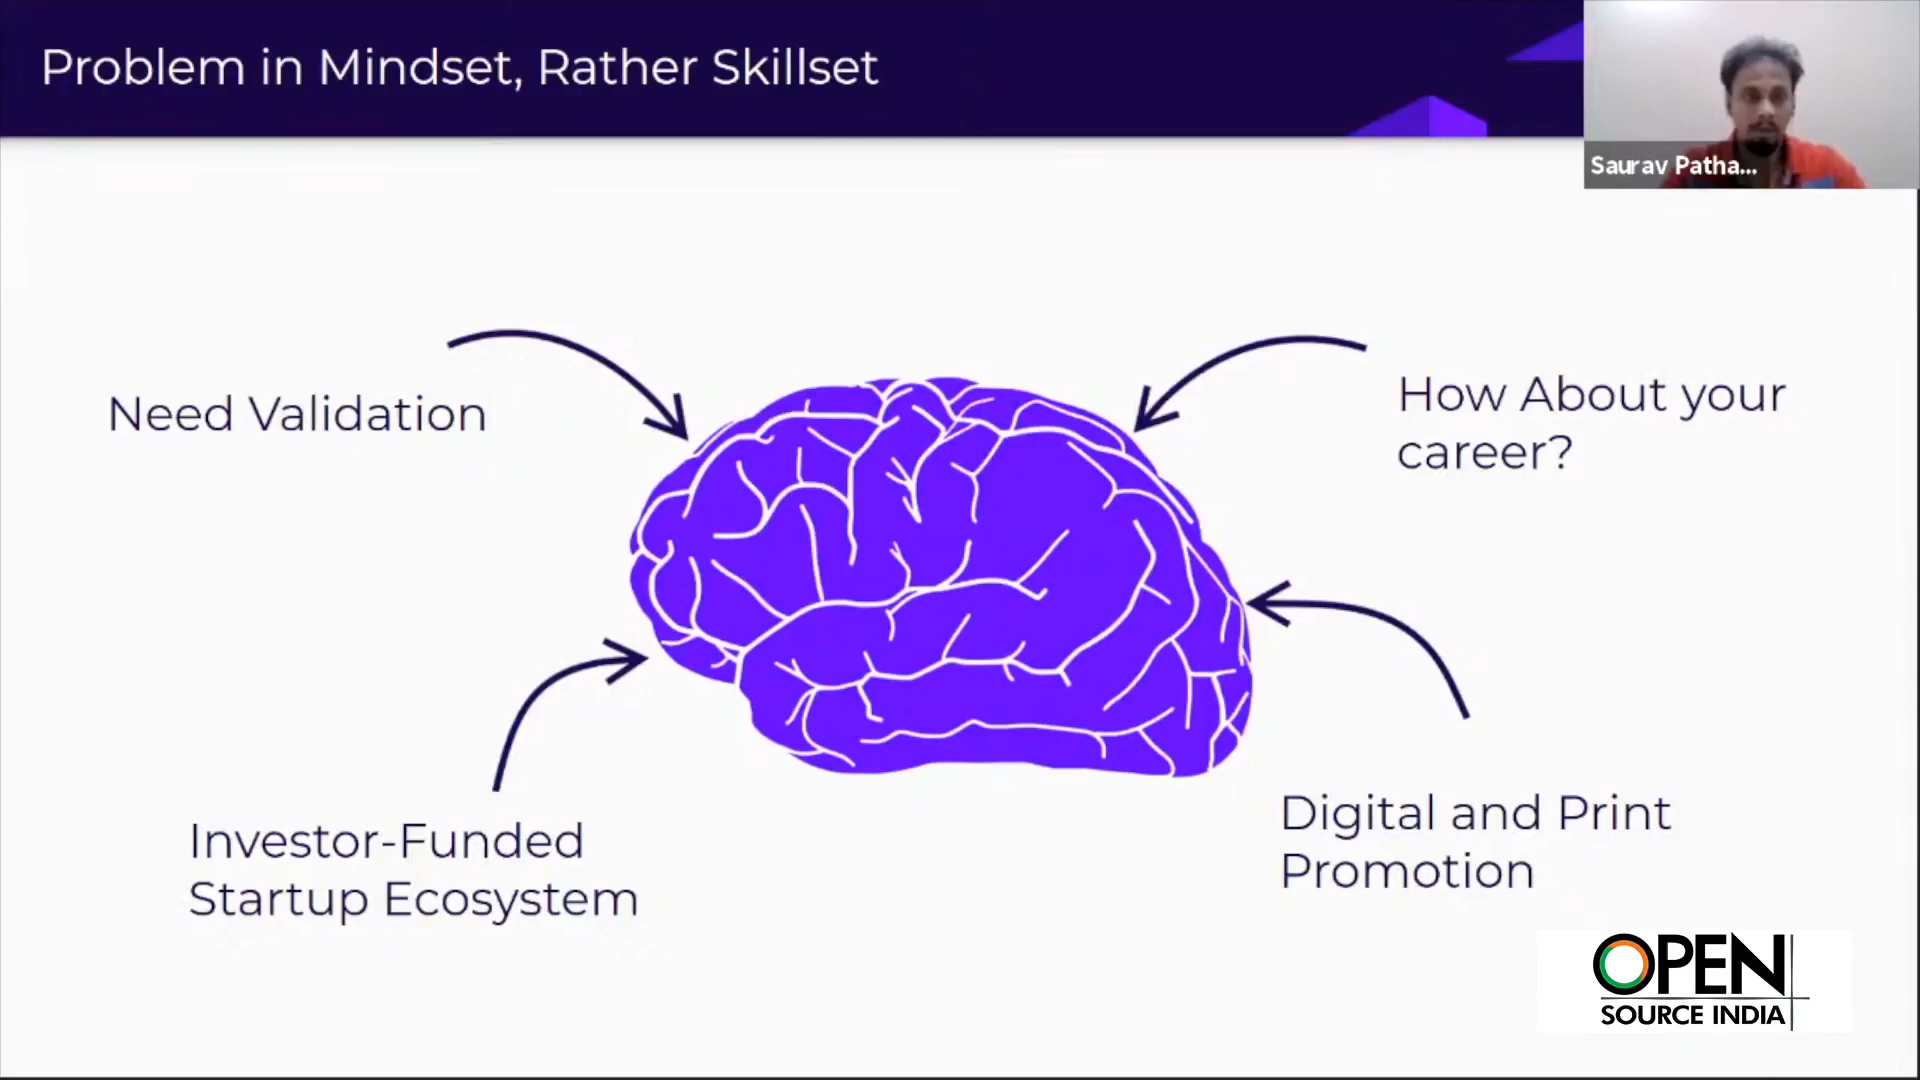 Problem in Mindset, Rather Skillset
Saurav Patha...
Need Validation
How About your
career?
Investor-Funded
Startup Ecosystem
Digital and Print
Promotion
OPEN
SOURCE INDIA